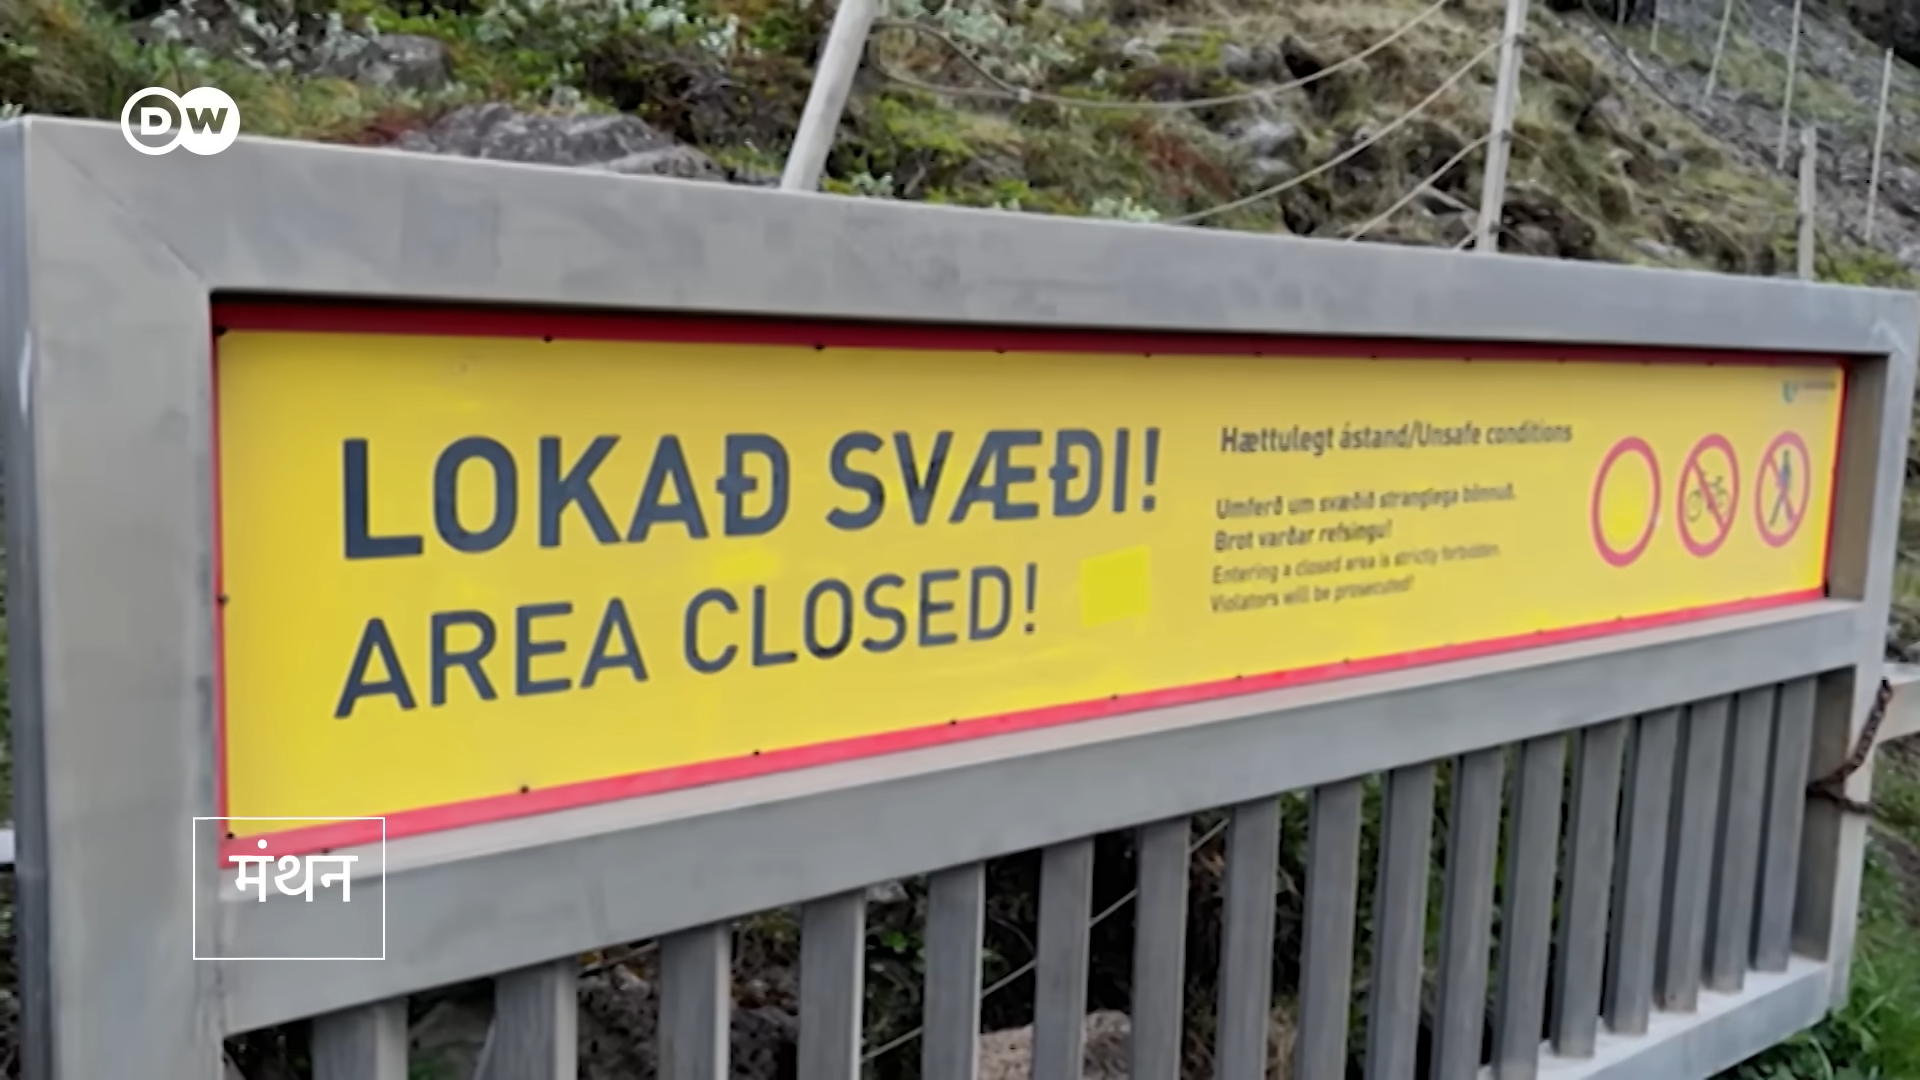 DW
LOKAÐ SVÆÐI!
AREA CLOSED!
Hættulegt ástand/Unsafe conditions
Umferð um svæðið stranglega bönnuð.
Brot varðar refsingu!
Entering a closed area is strictly forbidden.
Violators will be prosecuted!
मंथन